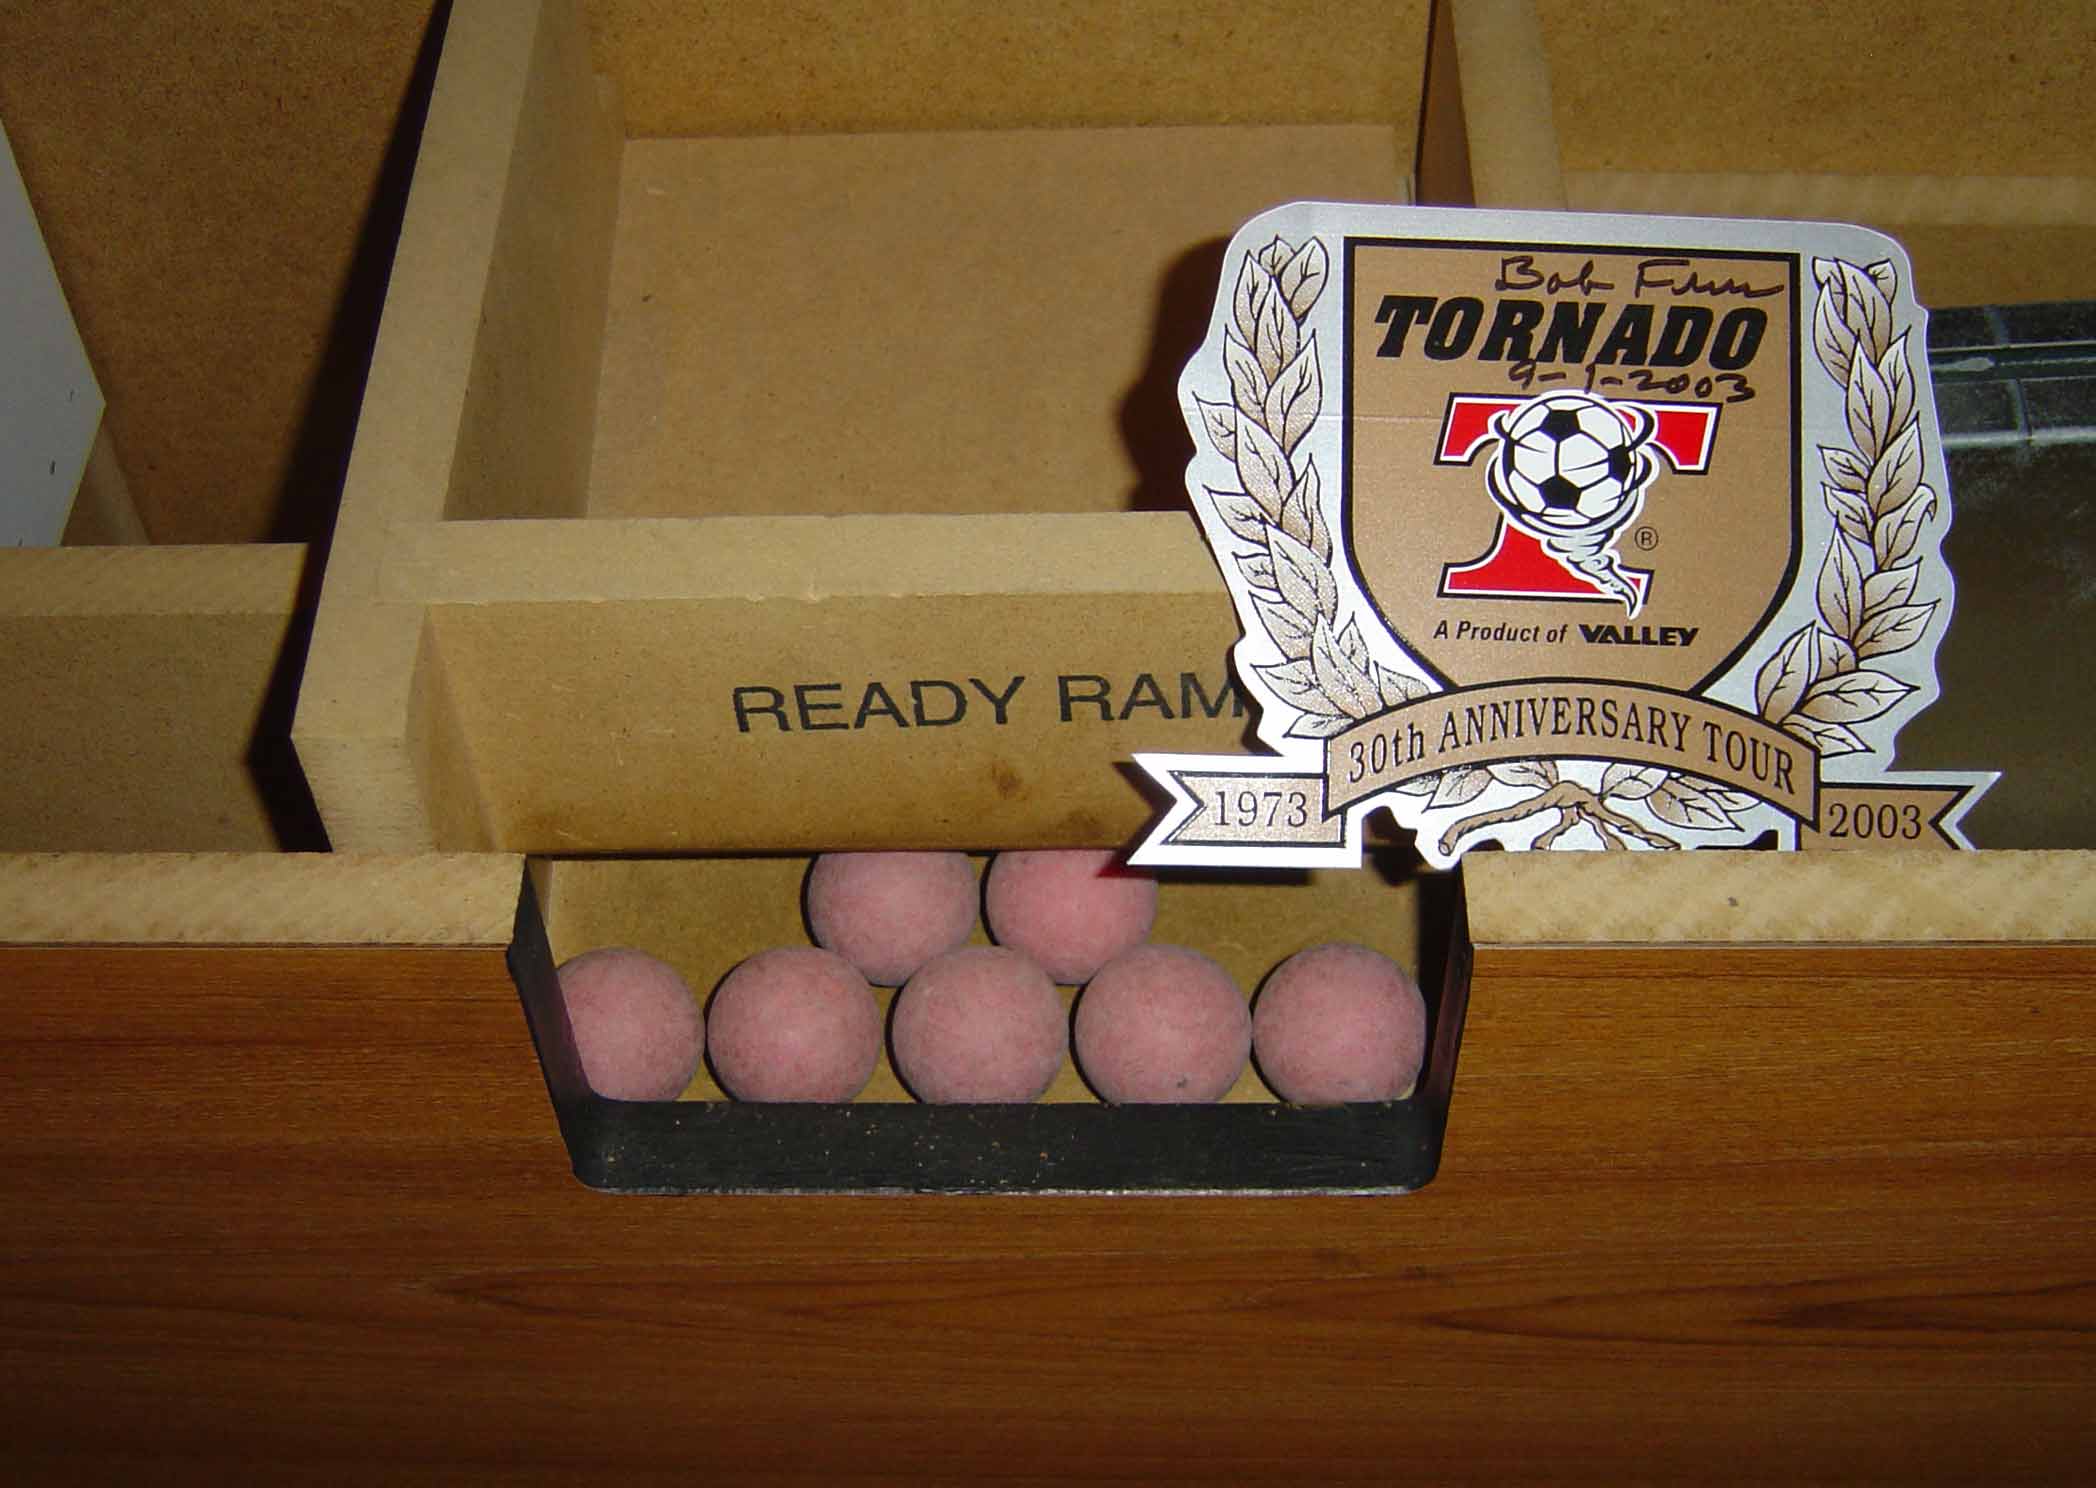 Bob
TORNADO
9-1-2003
®
A Product of VALLEY
READY RAM
30th ANNIVERSARY TOUR
1973
2003